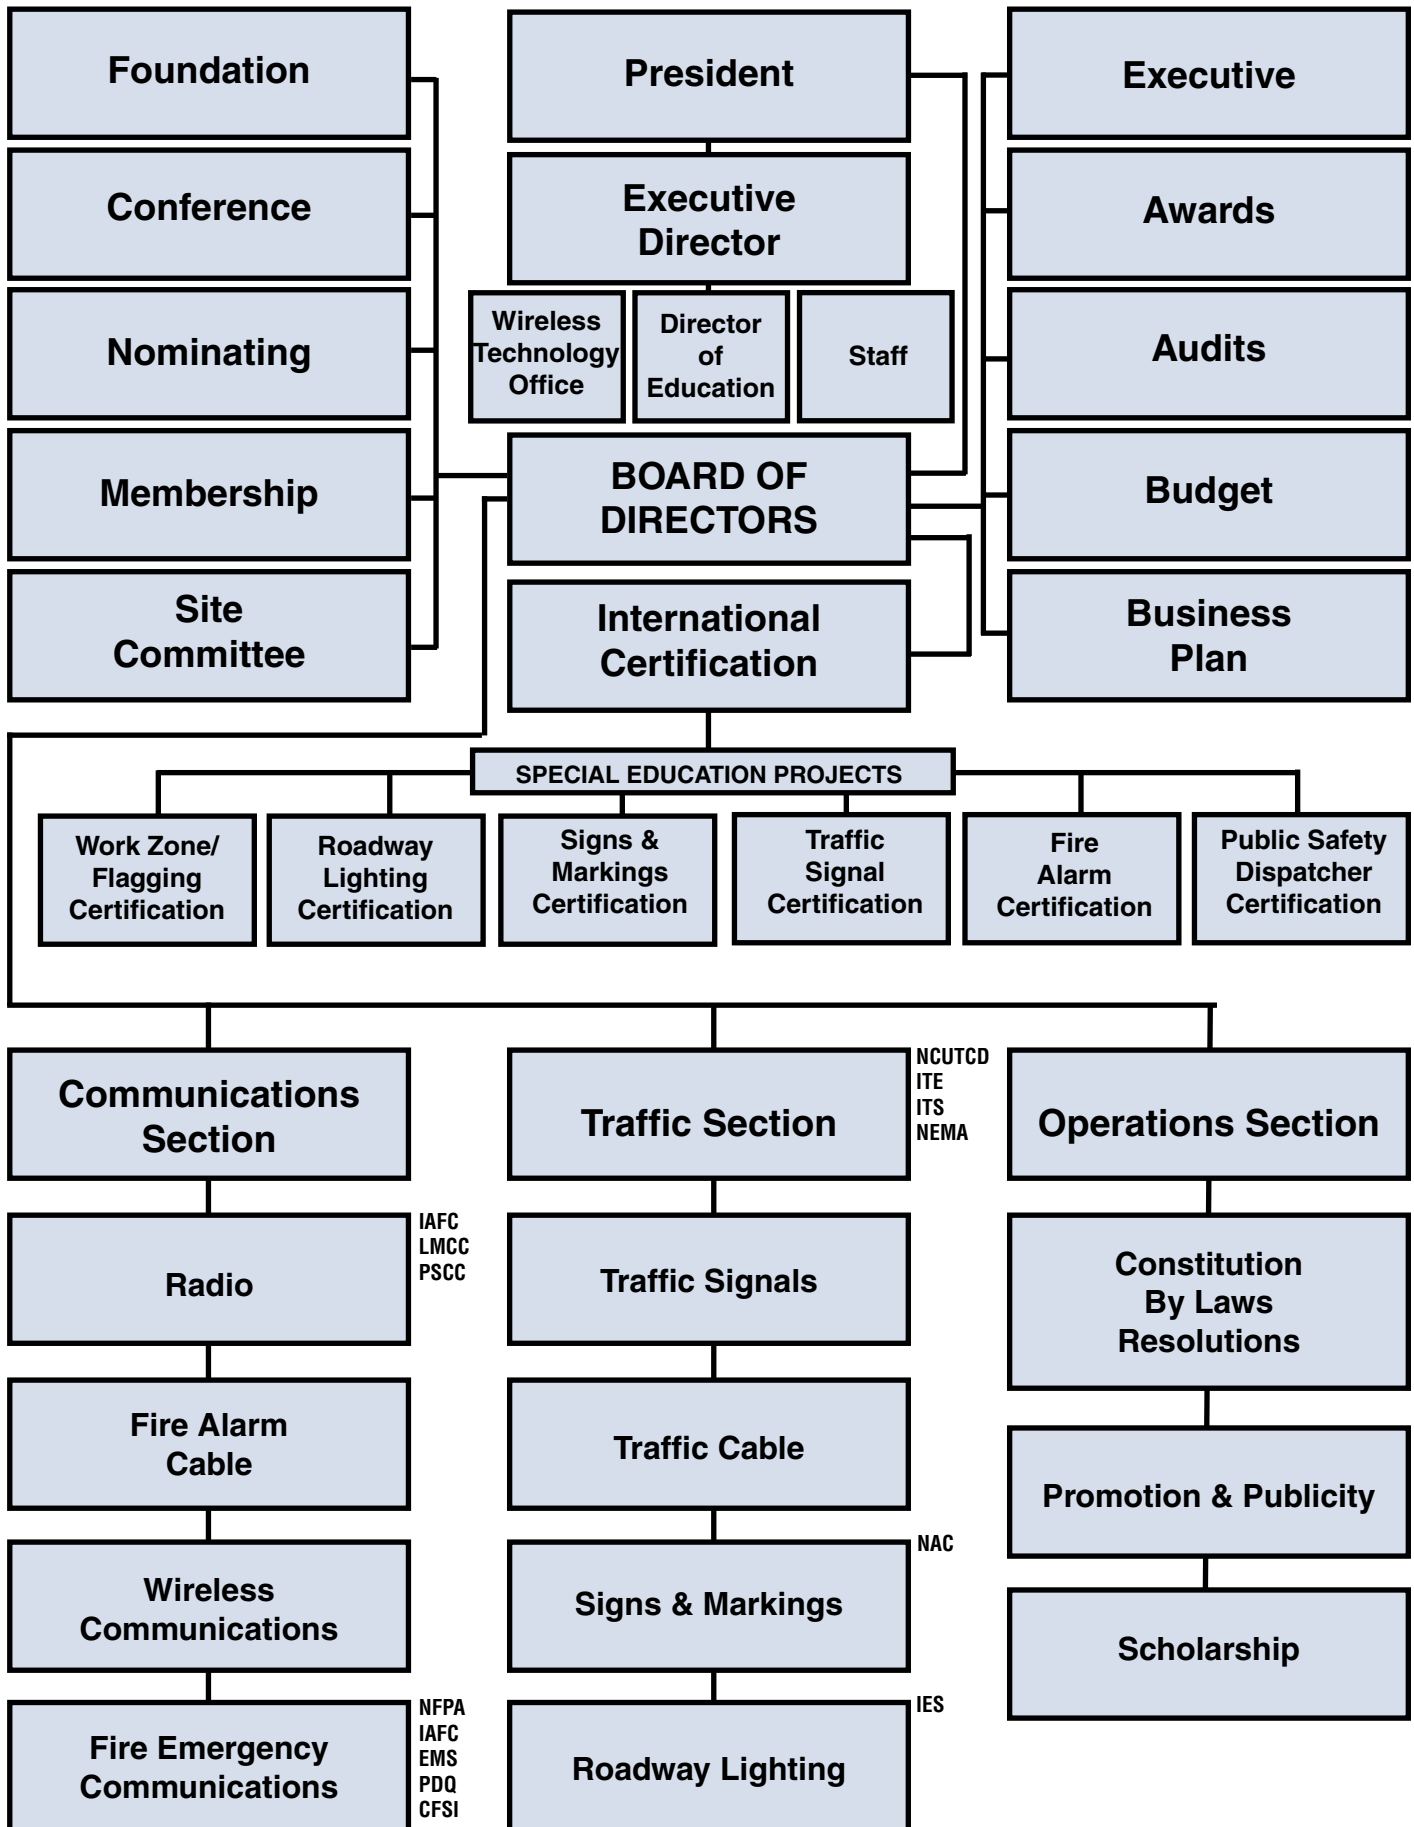 Foundation
President
Executive
Conference
Executive
Director
Awards
Nominating
Wireless
Technology
Office
Director
of
Education
Staff
Audits
Membership
BOARD OF
DIRECTORS
Budget
Site
Committee
International
Certification
Business
Plan
SPECIAL EDUCATION PROJECTS
Work Zone/
Flagging
Certification
Roadway
Lighting
Certification
Signs &
Markings
Certification
Traffic
Signal
Certification
Fire
Alarm
Certification
Public Safety
Dispatcher
Certification
Communications
Section
Traffic Section
NCUTCD
ITE
ITS
NEMA
Operations Section
Radio
IAFC
LMCC
PSCC
Traffic Signals
Constitution
By Laws
Resolutions
Fire Alarm
Cable
Traffic Cable
Promotion & Publicity
Wireless
Communications
Signs & Markings
NAC
Scholarship
Fire Emergency
Communications
NFPA
IAFC
EMS
PDQ
CFSI
Roadway Lighting
IES